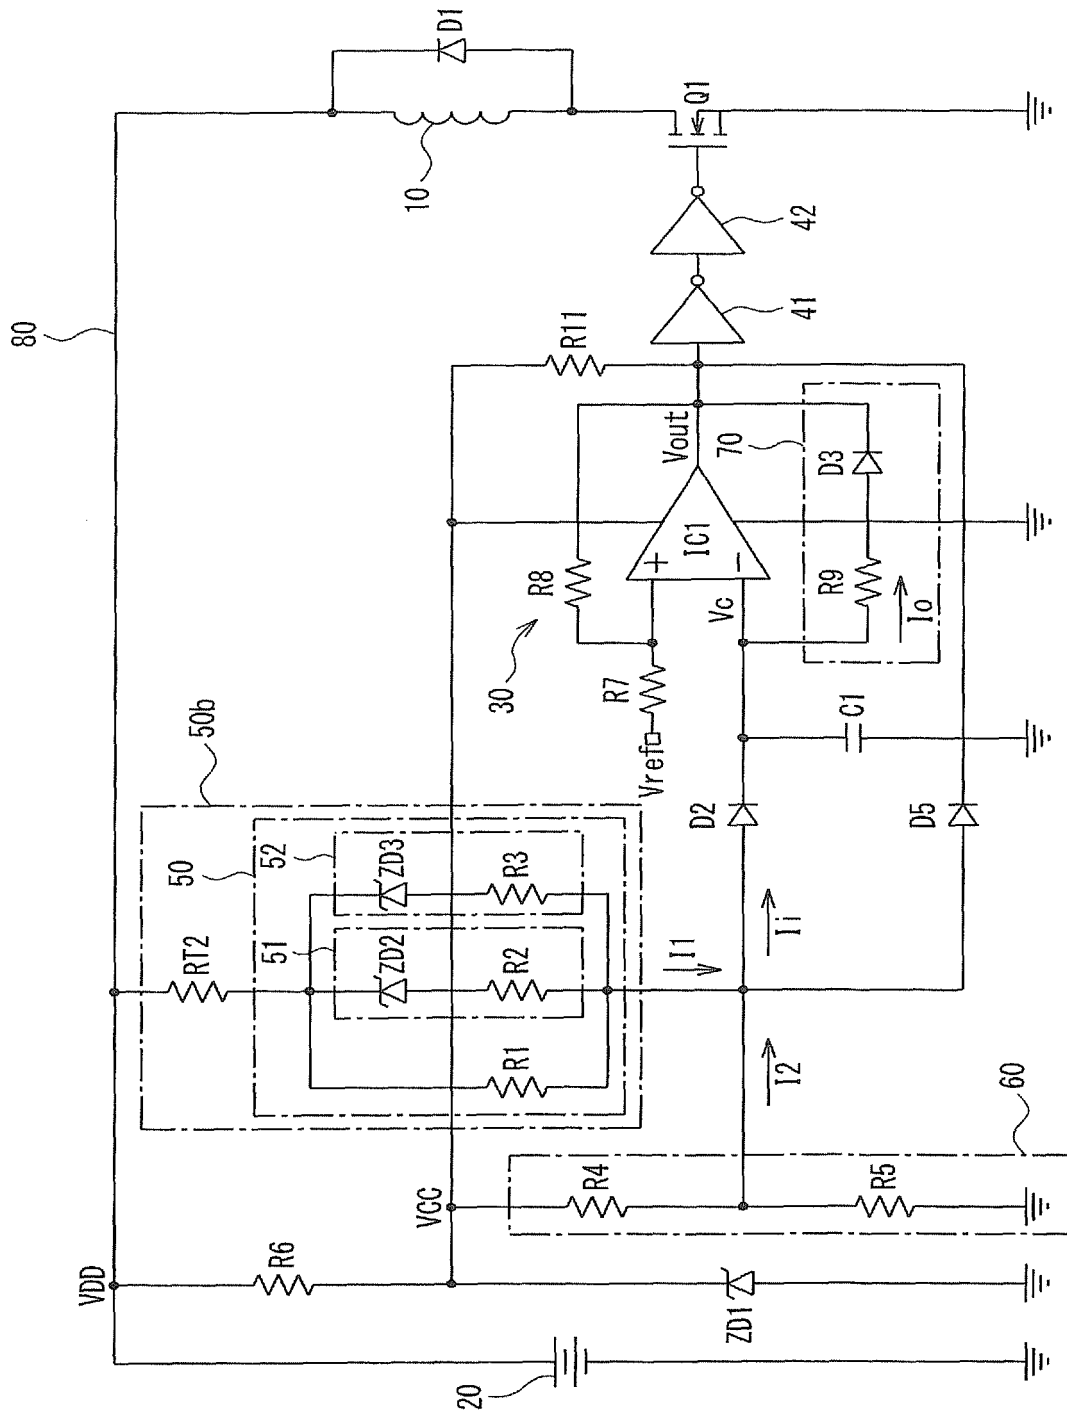 80
VDD
R6
VCC
20
ZD1
60
R4
R5
50b
50
RT2
51
52
ZD2
ZD3
R1
R2
R3
I1
I2
Ii
D2
D5
C1
30
Vref
R7
R8
IC1
+
−
Vc
Vout
70
R9
D3
Io
R11
41
42
Q1
10
D1